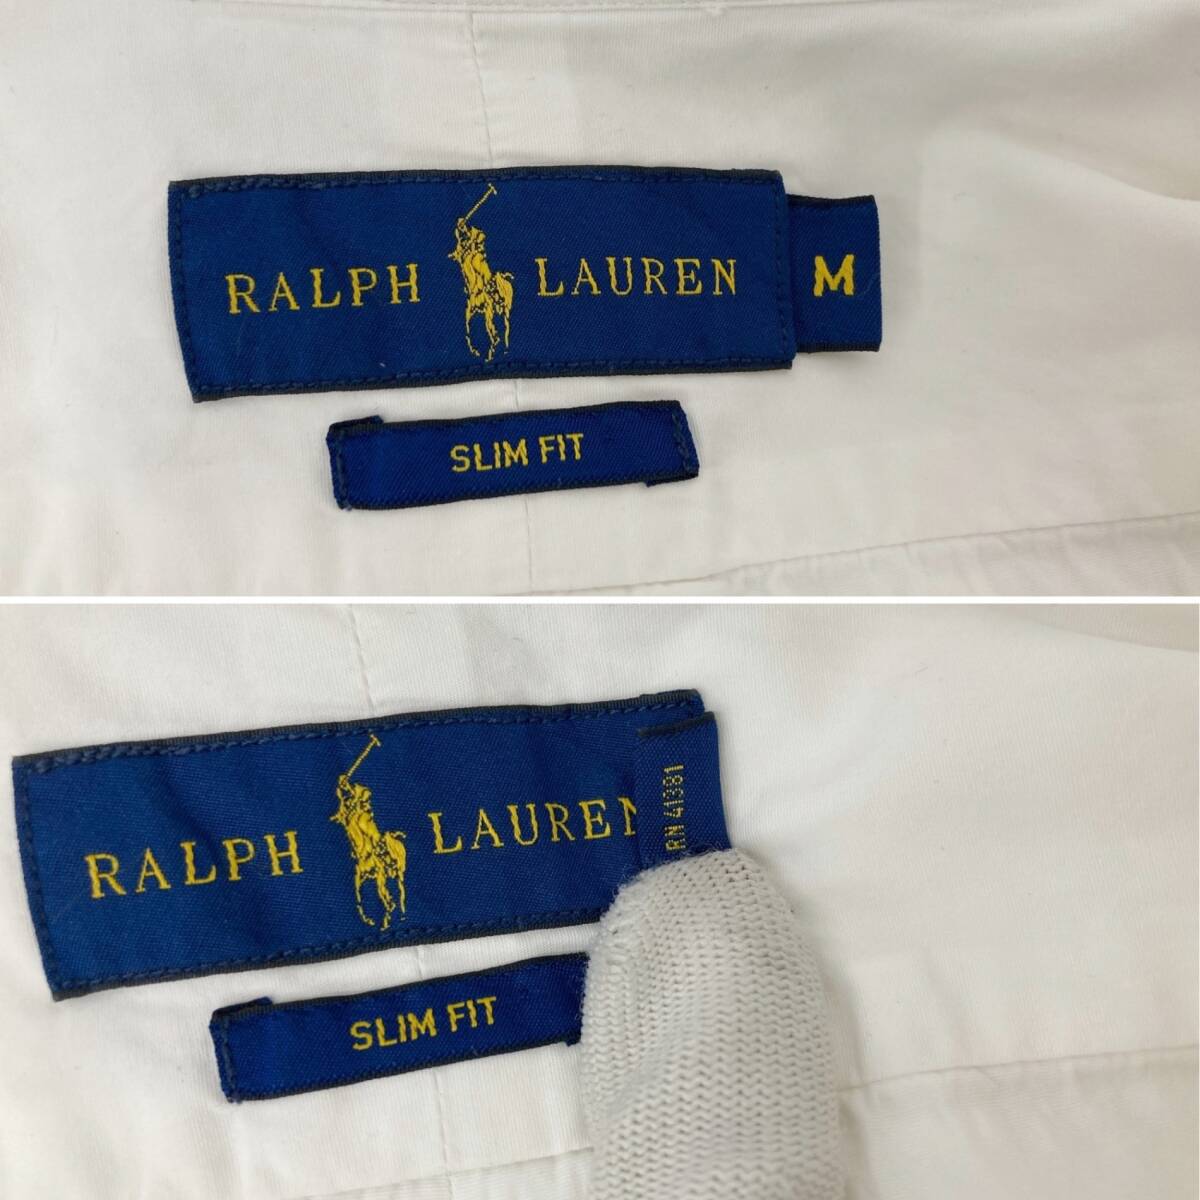 RALPH LAUREN M
SLIM FIT
RALPH LAUREN
RN 41381
SLIM FIT